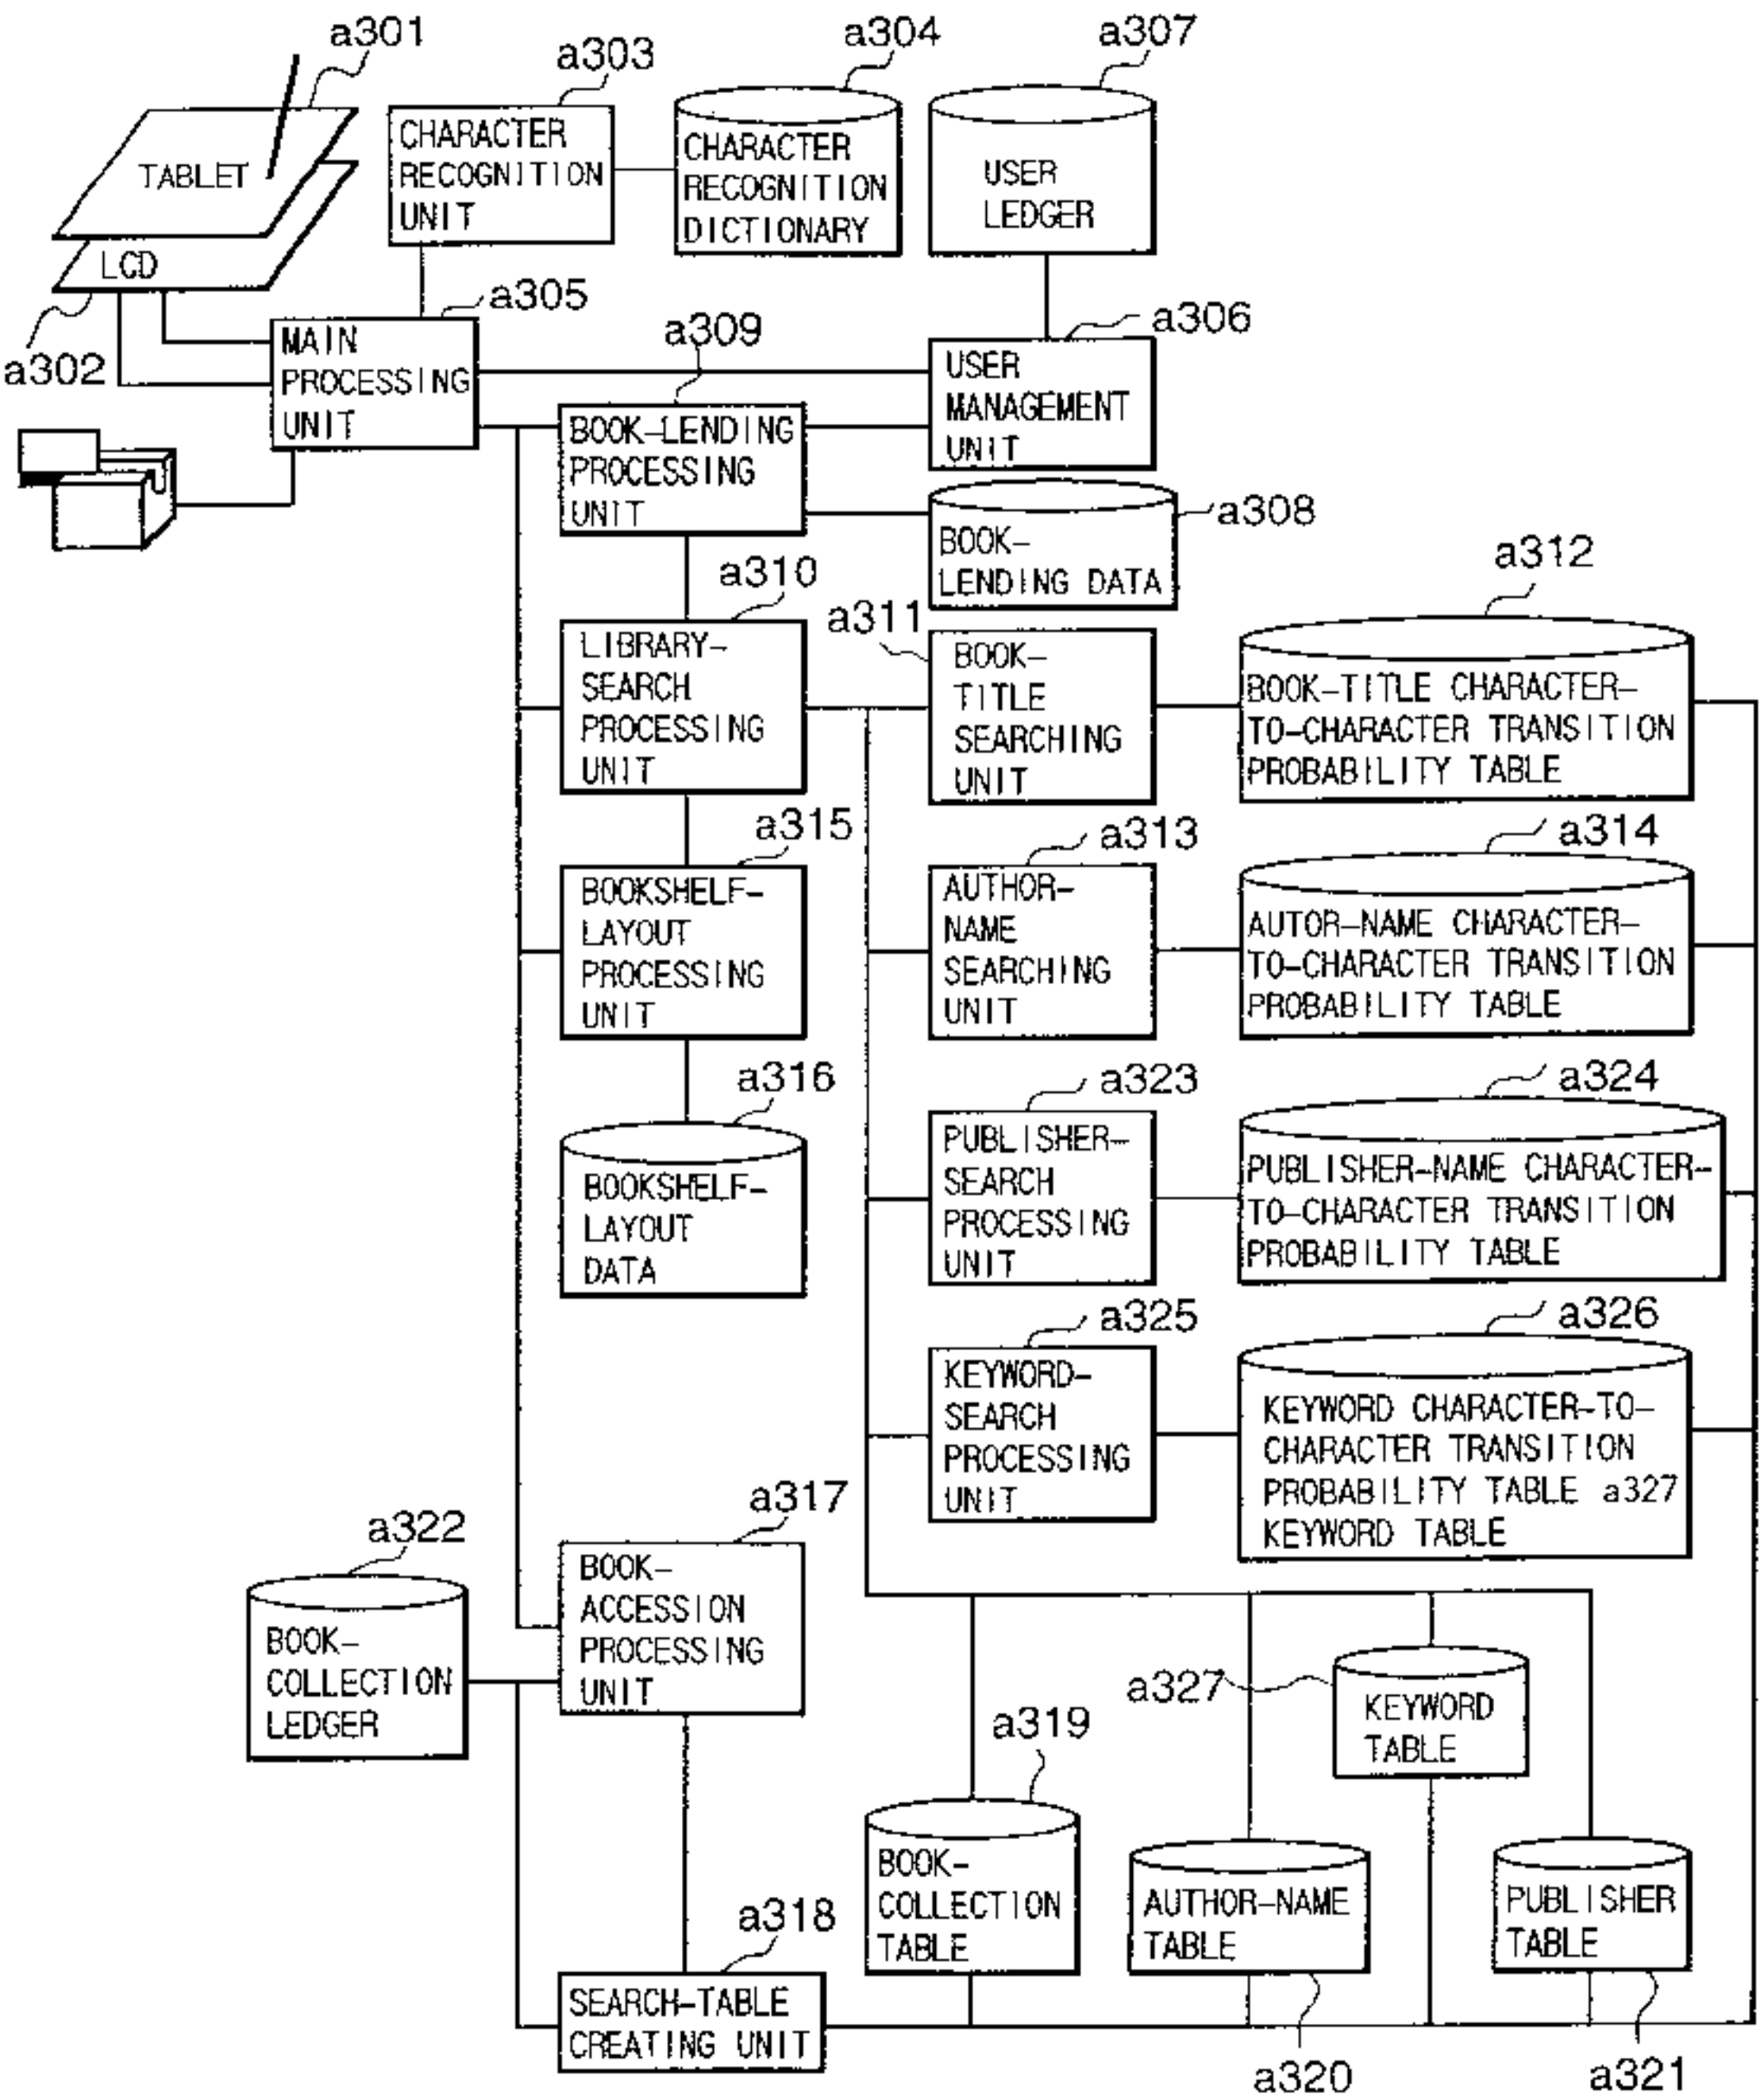 a301
a303
a304
a307
TABLET
CHARACTER
RECOGNITION
UNIT
CHARACTER
RECOGNITION
DICTIONARY
USER
LEDGER
LCD
a302
a305
MAIN
PROCESSING
UNIT
a309
a306
USER
MANAGEMENT
UNIT
BOOK-LENDING
PROCESSING
UNIT
a308
BOOK-
LENDING DATA
a310
LIBRARY-
SEARCH
PROCESSING
UNIT
a311
BOOK-
TITLE
SEARCHING
UNIT
a312
BOOK-TITLE CHARACTER-
TO-CHARACTER TRANSITION
PROBABILITY TABLE
a315
BOOKSHELF-
LAYOUT
PROCESSING
UNIT
a313
AUTHOR-
NAME
SEARCHING
UNIT
a314
AUTOR-NAME CHARACTER-
TO-CHARACTER TRANSITION
PROBABILITY TABLE
a316
BOOKSHELF-
LAYOUT
DATA
a323
PUBLISHER-
SEARCH
PROCESSING
UNIT
a324
PUBLISHER-NAME CHARACTER-
TO-CHARACTER TRANSITION
PROBABILITY TABLE
a325
KEYWORD-
SEARCH
PROCESSING
UNIT
a326
KEYWORD CHARACTER-TO-
CHARACTER TRANSITION
PROBABILITY TABLE a327
KEYWORD TABLE
a322
BOOK-
COLLECTION
LEDGER
a317
BOOK-
ACCESSION
PROCESSING
UNIT
a327
KEYWORD
TABLE
a319
BOOK-
COLLECTION
TABLE
AUTHOR-NAME
TABLE
PUBLISHER
TABLE
a318
SEARCH-TABLE
CREATING UNIT
a320
a321